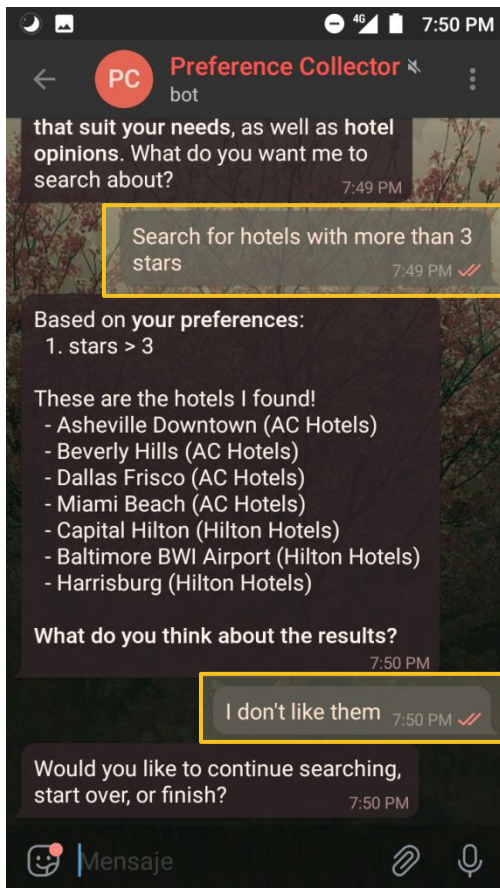 4G 7:50 PM
PC Preference Collector
bot
that suit your needs, as well as hotel
opinions. What do you want me to
search about?
7:49 PM
Search for hotels with more than 3
stars
7:49 PM
Based on your preferences:
1. stars > 3
These are the hotels I found!
- Asheville Downtown (AC Hotels)
- Beverly Hills (AC Hotels)
- Dallas Frisco (AC Hotels)
- Miami Beach (AC Hotels)
- Capital Hilton (Hilton Hotels)
- Baltimore BWI Airport (Hilton Hotels)
- Harrisburg (Hilton Hotels)
What do you think about the results?
7:50 PM
I don't like them 7:50 PM
Would you like to continue searching,
start over, or finish?
7:50 PM
Mensaje